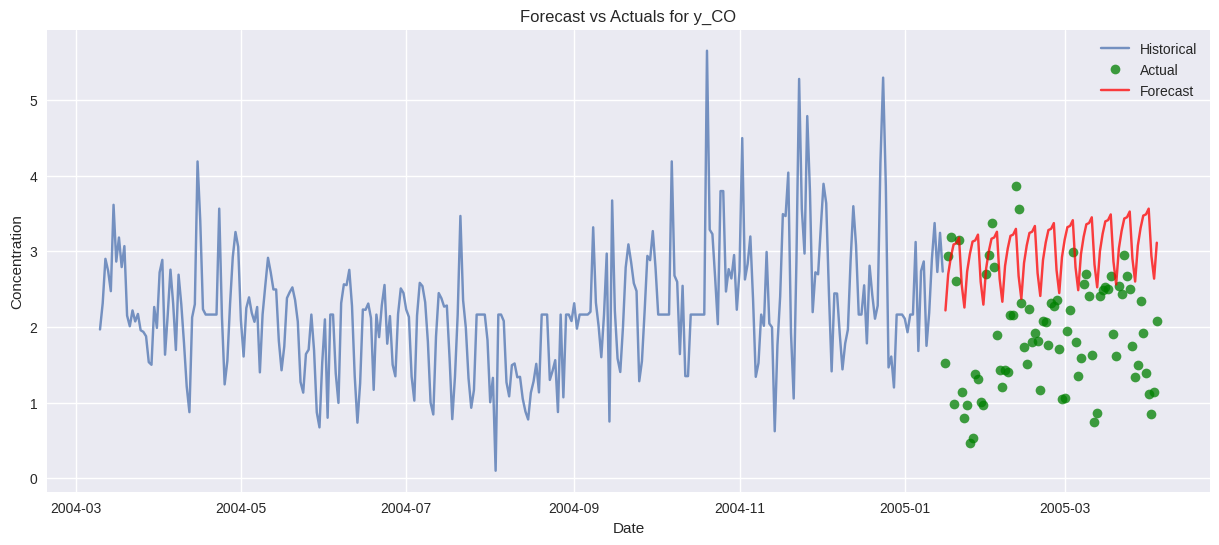 Forecast vs Actuals for y_CO
Historical
Actual
Forecast
Concentration
5
4
3
2
1
0
2004-03
2004-05
2004-07
2004-09
2004-11
2005-01
2005-03
Date